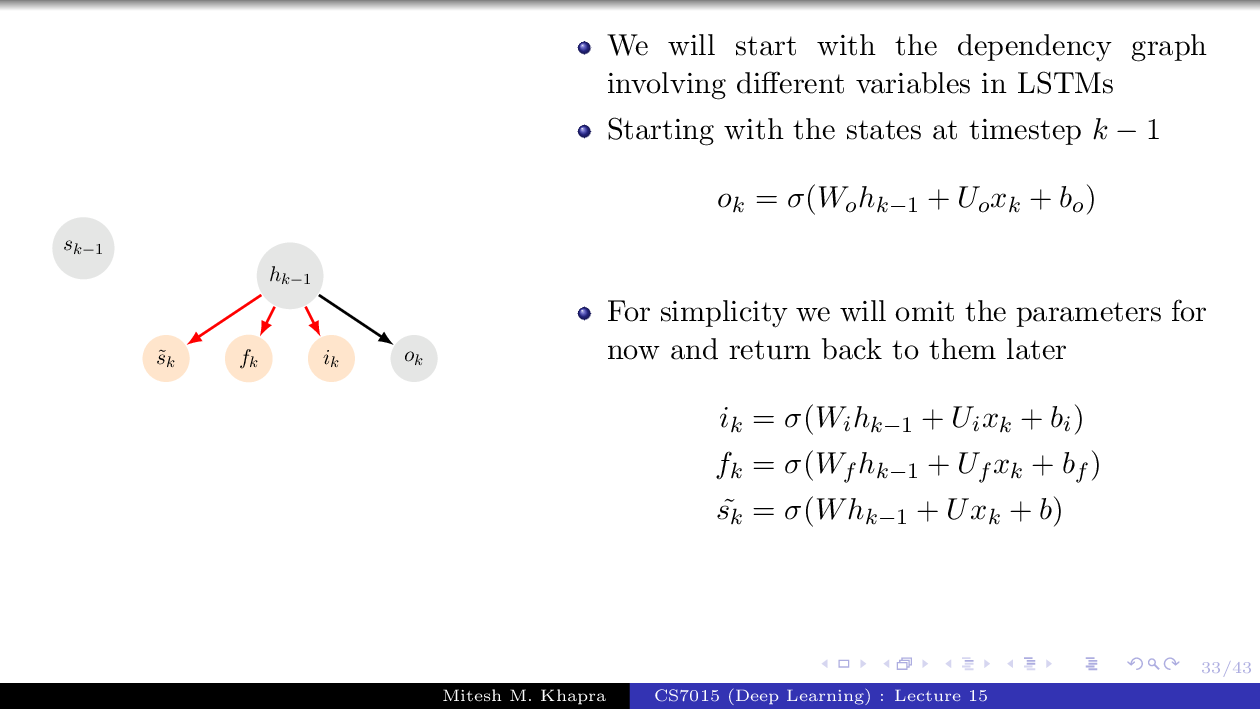 We will start with the dependency graph
involving different variables in LSTMs
Starting with the states at timestep k − 1
o_k = σ(W_o h_{k−1} + U_o x_k + b_o)
For simplicity we will omit the parameters for
now and return back to them later
i_k = σ(W_i h_{k−1} + U_i x_k + b_i)
f_k = σ(W_f h_{k−1} + U_f x_k + b_f)
s̃_k = σ(W h_{k−1} + U x_k + b)
s_{k−1}
h_{k−1}
s̃_k f_k i_k o_k
33/43
Mitesh M. Khapra CS7015 (Deep Learning) : Lecture 15